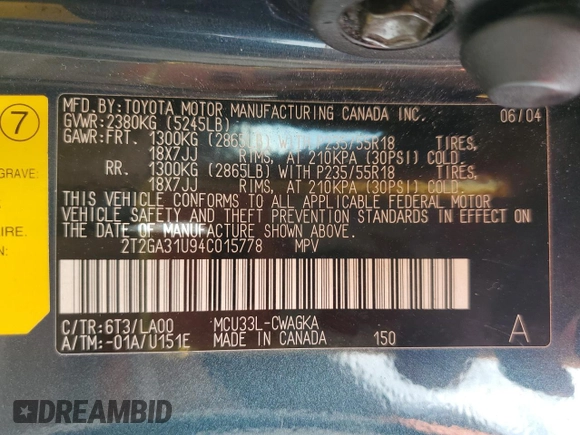 MFD.BY:TOYOTA MOTOR MANUFACTURING CANADA INC. 06/04
GVWR:2380KG (5245LB)
GAWR:FRT. 1300KG (2865LB) WITH P235/55R18 TIRES,
18X7JJ RIMS, AT 210KPA (30PSI) COLD.
RR. 1300KG (2865LB) WITH P235/55R18 TIRES,
18X7JJ RIMS, AT 210KPA (30PSI) COLD.
THIS VEHICLE CONFORMS TO ALL APPLICABLE FEDERAL MOTOR
VEHICLE SAFETY AND THEFT PREVENTION STANDARDS IN EFFECT ON
THE DATE OF MANUFACTURE SHOWN ABOVE.
2T2GA31U94C015778 MPV
C/TR:6T3/LA00 MCU33L-CWAGKA
A/TM:-01A/U151E MADE IN CANADA 150 A
7
GRAVE:
IRE.
DREAMBID